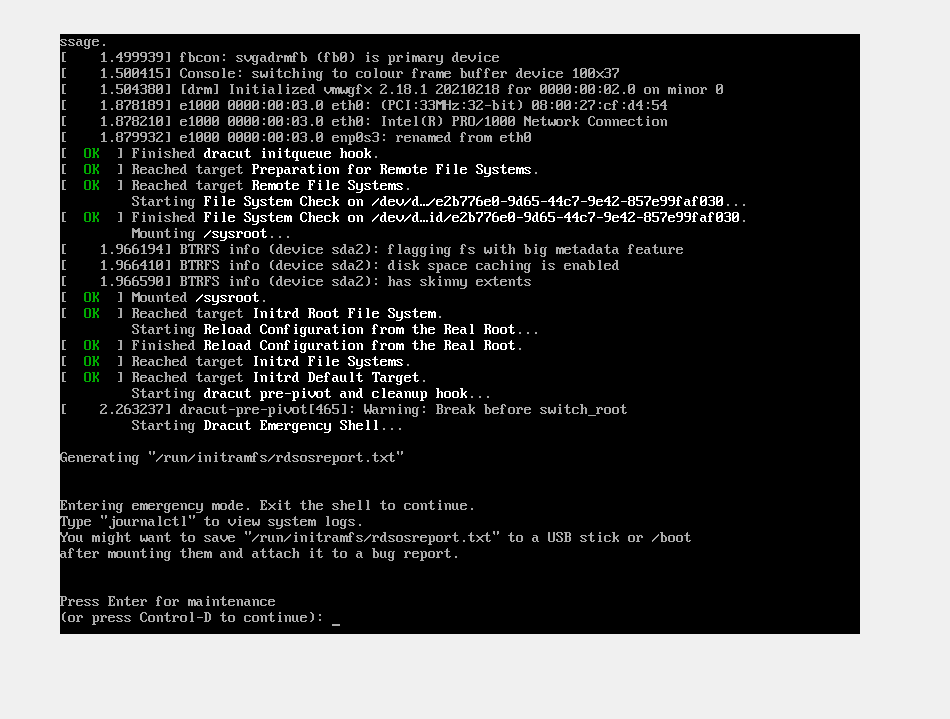 ssage.
[    1.499939] fbcon: svgadrmfb (fb0) is primary device
[    1.500415] Console: switching to colour frame buffer device 100x37
[    1.504380] [drm] Initialized vmwgfx 2.18.1 20210218 for 0000:00:02.0 on minor 0
[    1.878189] e1000 0000:00:03.0 eth0: (PCI:33MHz:32-bit) 08:00:27:cf:d4:54
[    1.878210] e1000 0000:00:03.0 eth0: Intel(R) PRO/1000 Network Connection
[    1.879932] e1000 0000:00:03.0 enp0s3: renamed from eth0
[  OK  ] Finished dracut initqueue hook.
[  OK  ] Reached target Preparation for Remote File Systems.
[  OK  ] Reached target Remote File Systems.
         Starting File System Check on /dev/d…/e2b776e0-9d65-44c7-9e42-857e99faf030...
[  OK  ] Finished File System Check on /dev/d…id/e2b776e0-9d65-44c7-9e42-857e99faf030.
         Mounting /sysroot...
[    1.966194] BTRFS info (device sda2): flagging fs with big metadata feature
[    1.966410] BTRFS info (device sda2): disk space caching is enabled
[    1.966590] BTRFS info (device sda2): has skinny extents
[  OK  ] Mounted /sysroot.
[  OK  ] Reached target Initrd Root File System.
         Starting Reload Configuration from the Real Root...
[  OK  ] Finished Reload Configuration from the Real Root.
[  OK  ] Reached target Initrd File Systems.
[  OK  ] Reached target Initrd Default Target.
         Starting dracut pre-pivot and cleanup hook...
[    2.263237] dracut-pre-pivot[465]: Warning: Break before switch_root
         Starting Dracut Emergency Shell...
Generating "/run/initramfs/rdsosreport.txt"
Entering emergency mode. Exit the shell to continue.
Type "journalctl" to view system logs.
You might want to save "/run/initramfs/rdsosreport.txt" to a USB stick or /boot
after mounting them and attach it to a bug report.
Press Enter for maintenance
(or press Control-D to continue): _